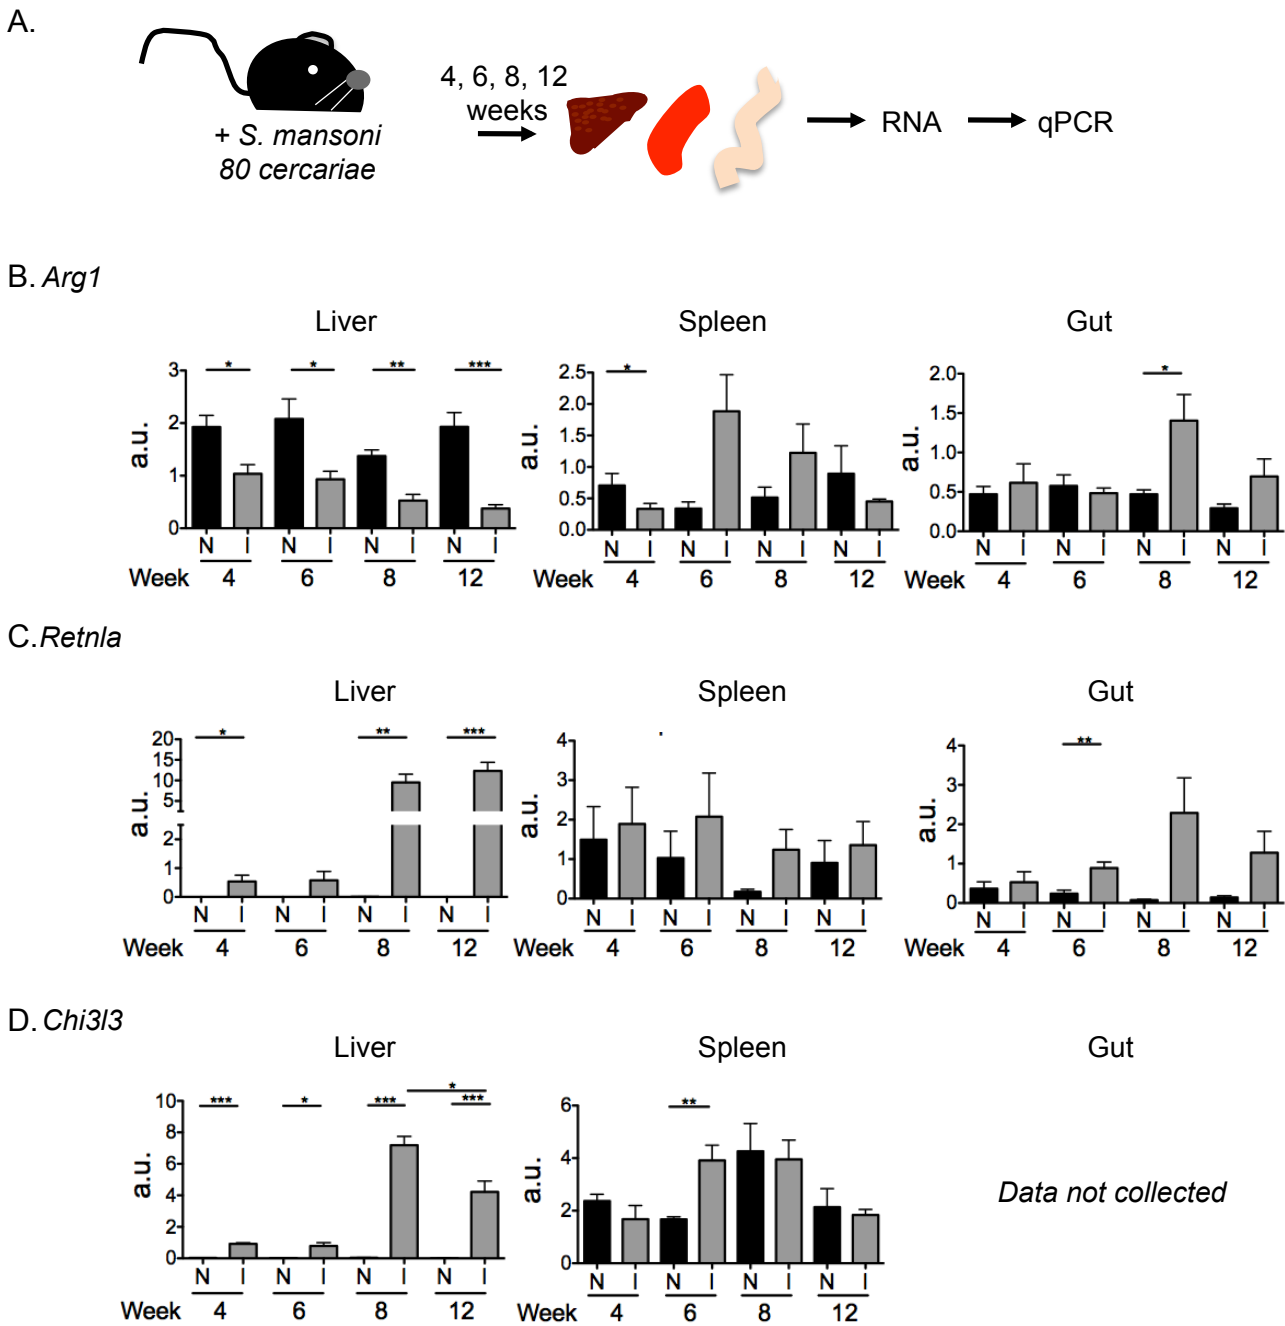 A.
4, 6, 8, 12
weeks
+ S. mansoni
80 cercariae
RNA
qPCR
B. Arg1
Liver
Spleen
Gut
* * ** ***
a.u.
3
2
1
0
N I N I N I N I
Week 4 6 8 12
*
a.u.
2.5
2.0
1.5
1.0
0.5
0.0
N I N I N I N I
Week 4 6 8 12
*
a.u.
2.0
1.5
1.0
0.5
0.0
N I N I N I N I
Week 4 6 8 12
C. Retnla
Liver
Spleen
Gut
* ** ***
a.u.
20
15
10
5
2
1
0
N I N I N I N I
Week 4 6 8 12
a.u.
4
3
2
1
0
N I N I N I N I
Week 4 6 8 12
**
a.u.
4
3
2
1
0
N I N I N I N I
Week 4 6 8 12
D. Chi3l3
Liver
Spleen
Gut
*
*** * *** ***
a.u.
10
8
6
4
2
0
N I N I N I N I
Week 4 6 8 12
**
a.u.
6
4
2
0
N I N I N I N I
Week 4 6 8 12
Data not collected